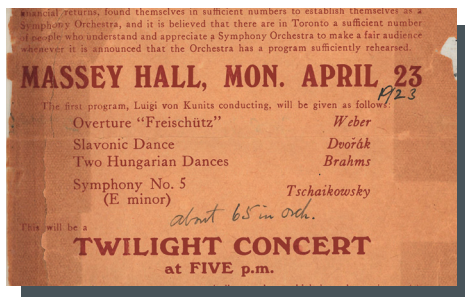 financial returns, found themselves in sufficient numbers to establish themselves as a
Symphony Orchestra, and it is believed that there are in Toronto a sufficient number
of people who understand and appreciate a Symphony Orchestra to make a fair audience
whenever it is announced that the Orchestra has a program sufficiently rehearsed.
MASSEY HALL, MON. APRIL 23
1923
The first program, Luigi von Kunits conducting, will be given as follows:
Overture "Freischütz" Weber
Slavonic Dance Dvořák
Two Hungarian Dances Brahms
Symphony No. 5
(E minor) Tschaikowsky
about 65 in orch.
This will be a
TWILIGHT CONCERT
at FIVE p.m.